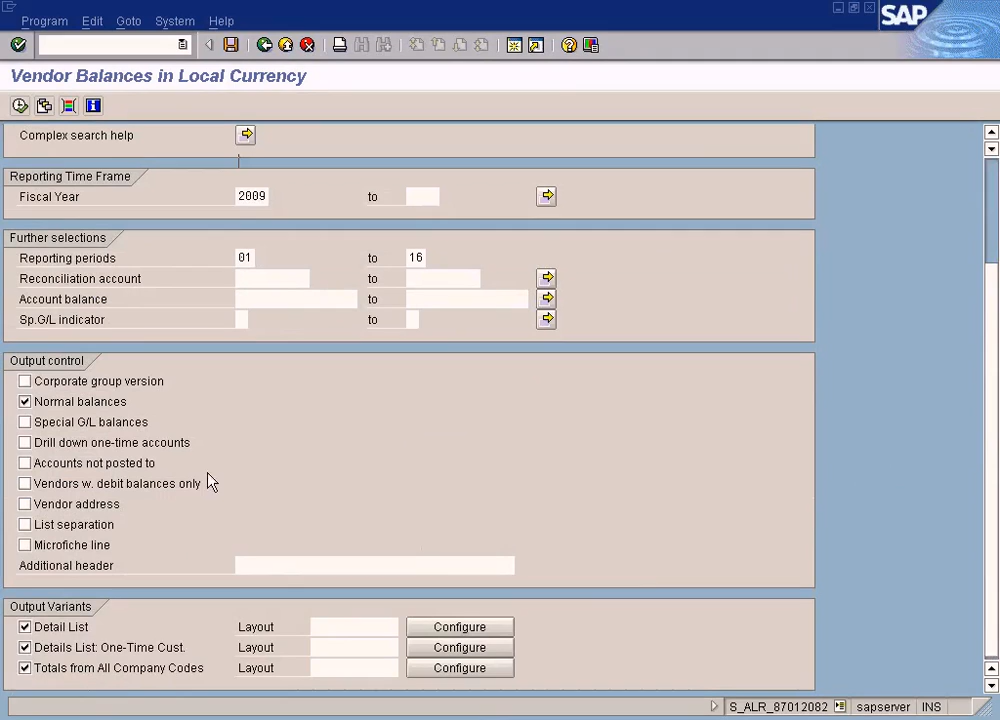 Program Edit Goto System Help
SAP
Vendor Balances in Local Currency
Complex search help
Reporting Time Frame
Fiscal Year 2009 to
Further selections
Reporting periods 01 to 16
Reconciliation account to
Account balance to
Sp.G/L indicator to
Output control
Corporate group version
Normal balances
Special G/L balances
Drill down one-time accounts
Accounts not posted to
Vendors w. debit balances only
Vendor address
List separation
Microfiche line
Additional header
Output Variants
Detail List Layout Configure
Details List: One-Time Cust. Layout Configure
Totals from All Company Codes Layout Configure
S_ALR_87012082 sapserver INS